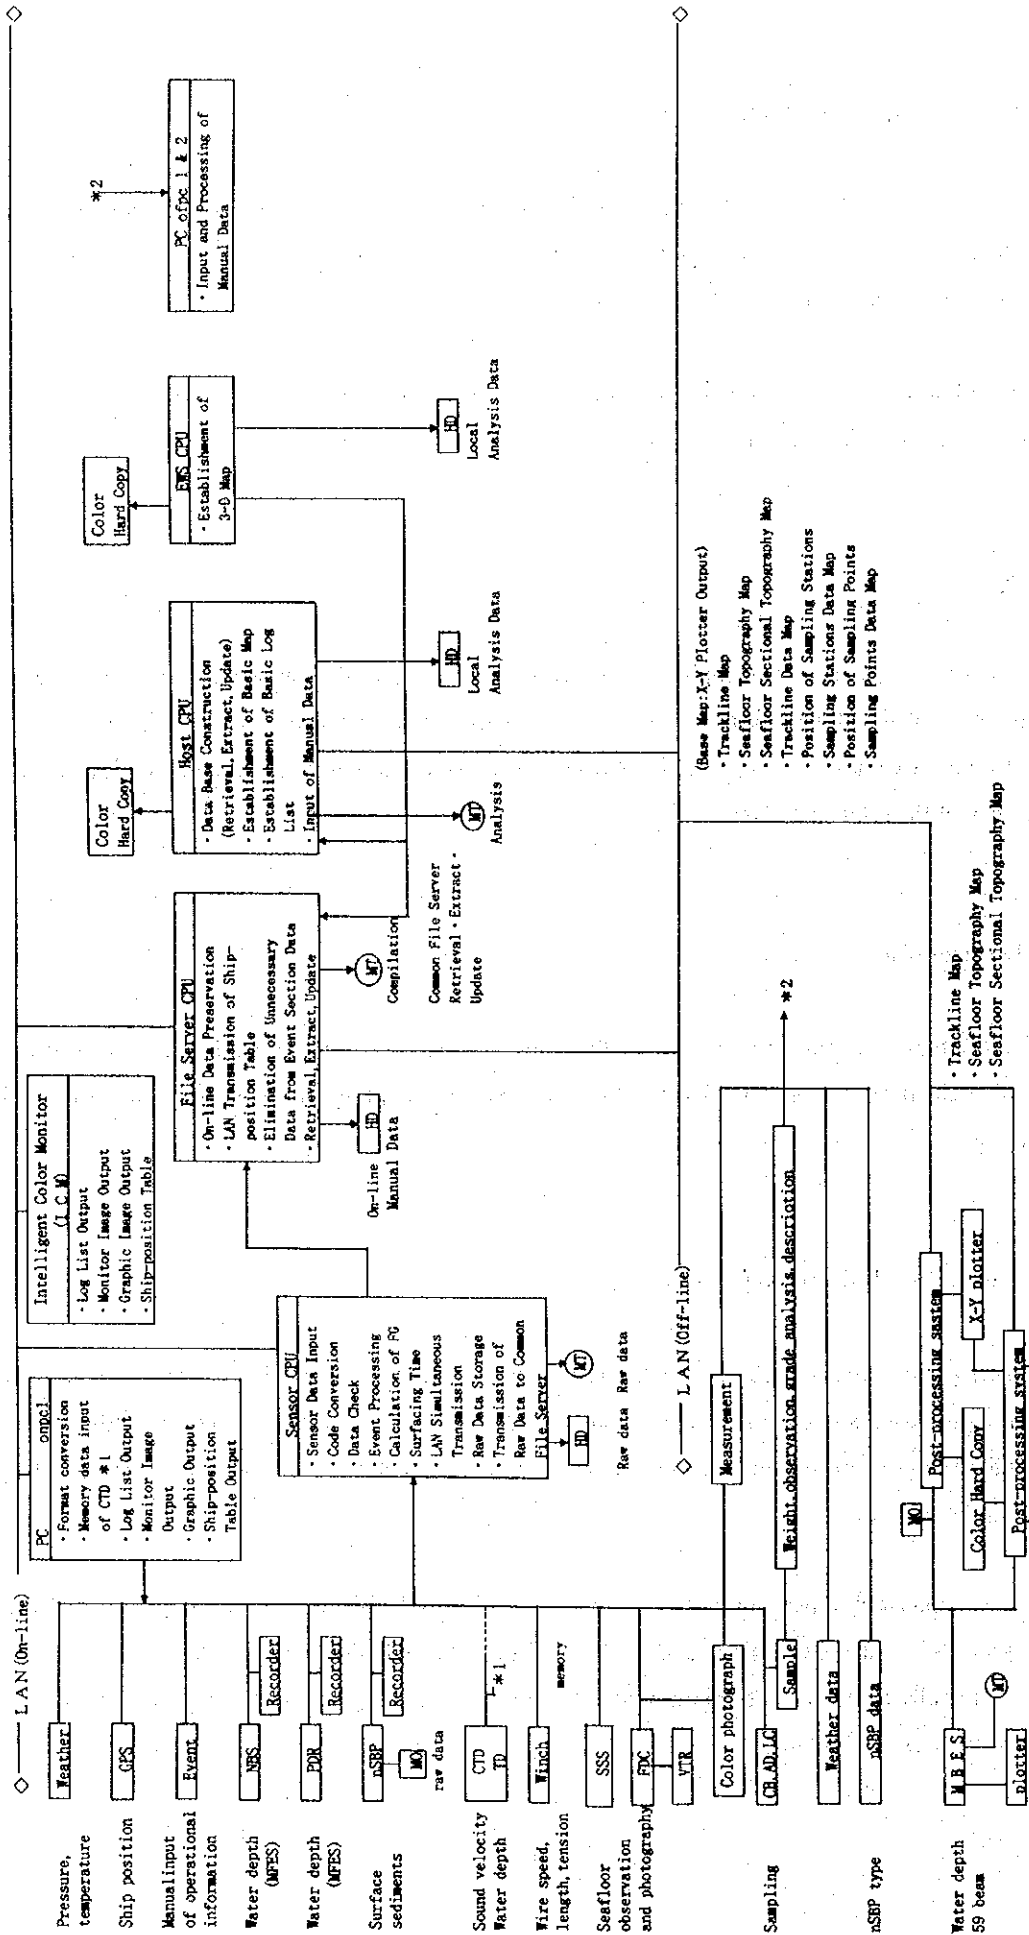 ◇—— LAN (On-line) ——◇
Pressure,
temperature
Weather
Ship position
GPS
Manualinput
of operational
information
Event
Water depth
(MFES)
NBS
Recorder
Water depth
(MFES)
PDR
Recorder
Surface
sediments
nSBP
Recorder
MO
raw data
Sound velocity
Water depth
CTD
TD
*1
Wire speed,
length, tension
Winch
memory
Seafloor
observation
and photography
SSS
FDC
VTR
Color photograph
Measurement
Sampling
CB,AD,LC
Sample
Weight,observation,grade analysis,description
*2
Weather data
nSBP type
nSBP data
Water depth
59 beam
M B E S
MT
plotter
MO
Post-processing sastem
Color Hard Copy
X-Y plotter
Post-processing system
· Trackline Map
· Seafloor Topography Map
· Seafloor Sectional Topography Map
PC onpc1
· Format conversion
· Memory data input
of CTD *1
· Log List Output
· Monitor Image
Output
· Graphic Output
· Ship-position
Table Output
Intelligent Color Monitor
(I.C.M)
· Log List Output
· Monitor Image Output
· Graphic Image Output
· Ship-position Table
Sensor CPU
· Sensor Data Input
· Code Conversion
· Data Check
· Event Processing
· Calculation of FG
· Surfacing Time
· LAN Simultaneous
Transmission
· Raw Data Storage
· Transmission of
Raw Data to Common
File Server
HD
MT
Raw data Raw data
File Server CPU
· On-line Data Preservation
· LAN Transmission of Ship-
position Table
· Elimination of Unnecessary
Data from Event Section Data
· Retrieval,Extract,Update
HD
On-line
Manual Data
MT
Compilation
Common File Server
Retrieval · Extract ·
Update
Color
Hard Copy
Host CPU
· Data Base Construction
(Retrieval,Extract,Update)
· Establishment of Basic Map
· Establishment of Basic Log
List
· Input of Manual Data
MT
Analysis
HD
Local
Analysis Data
Color
Hard Copy
EWS CPU
· Establishment of
3-D Map
HD
Local
Analysis Data
*2
PC ofpc 1 & 2
· Input and Processing of
Manual Data
◇—— LAN (Off-line) ——◇
(Base Map:X-Y Plotter Output)
· Trackline Map
· Seafloor Topography Map
· Seafloor Sectional Topography Map
· Trackline Data Map
· Position of Sampling Stations
· Sampling Stations Data Map
· Position of Sampling Points
· Sampling Points Data Map